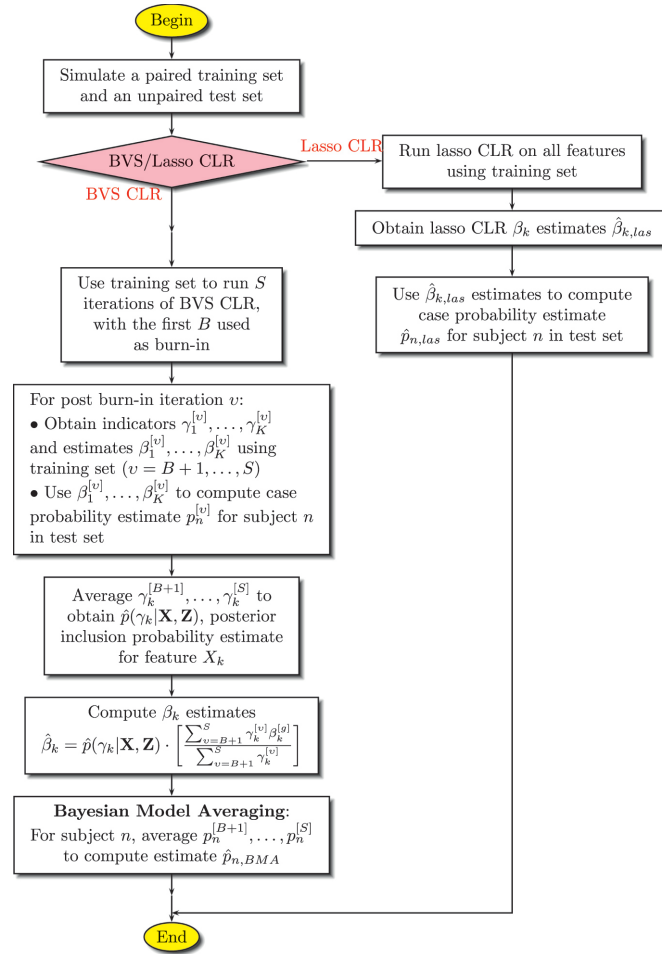 Begin
Simulate a paired training set
and an unpaired test set
BVS/Lasso CLR
Lasso CLR
BVS CLR
Run lasso CLR on all features
using training set
Obtain lasso CLR β_k estimates β̂_{k,las}
Use β̂_{k,las} estimates to compute
case probability estimate
p̂_{n,las} for subject n in test set
Use training set to run S
iterations of BVS CLR,
with the first B used
as burn-in
For post burn-in iteration υ:
• Obtain indicators γ_1^{[υ]}, . . . , γ_K^{[υ]}
and estimates β_1^{[υ]}, . . . , β_K^{[υ]} using
training set (υ = B + 1, . . . , S)
• Use β_1^{[υ]}, . . . , β_K^{[υ]} to compute case
probability estimate p_n^{[υ]} for subject n
in test set
Average γ_k^{[B+1]}, . . . , γ_k^{[S]} to
obtain p̂(γ_k|X, Z), posterior
inclusion probability estimate
for feature X_k
Compute β_k estimates
β̂_k = p̂(γ_k|X, Z) · [ \frac{∑_{υ=B+1}^{S} γ_k^{[υ]} β_k^{[g]}}{∑_{υ=B+1}^{S} γ_k^{[υ]}} ]
Bayesian Model Averaging:
For subject n, average p_n^{[B+1]}, . . . , p_n^{[S]}
to compute estimate p̂_{n,BMA}
End